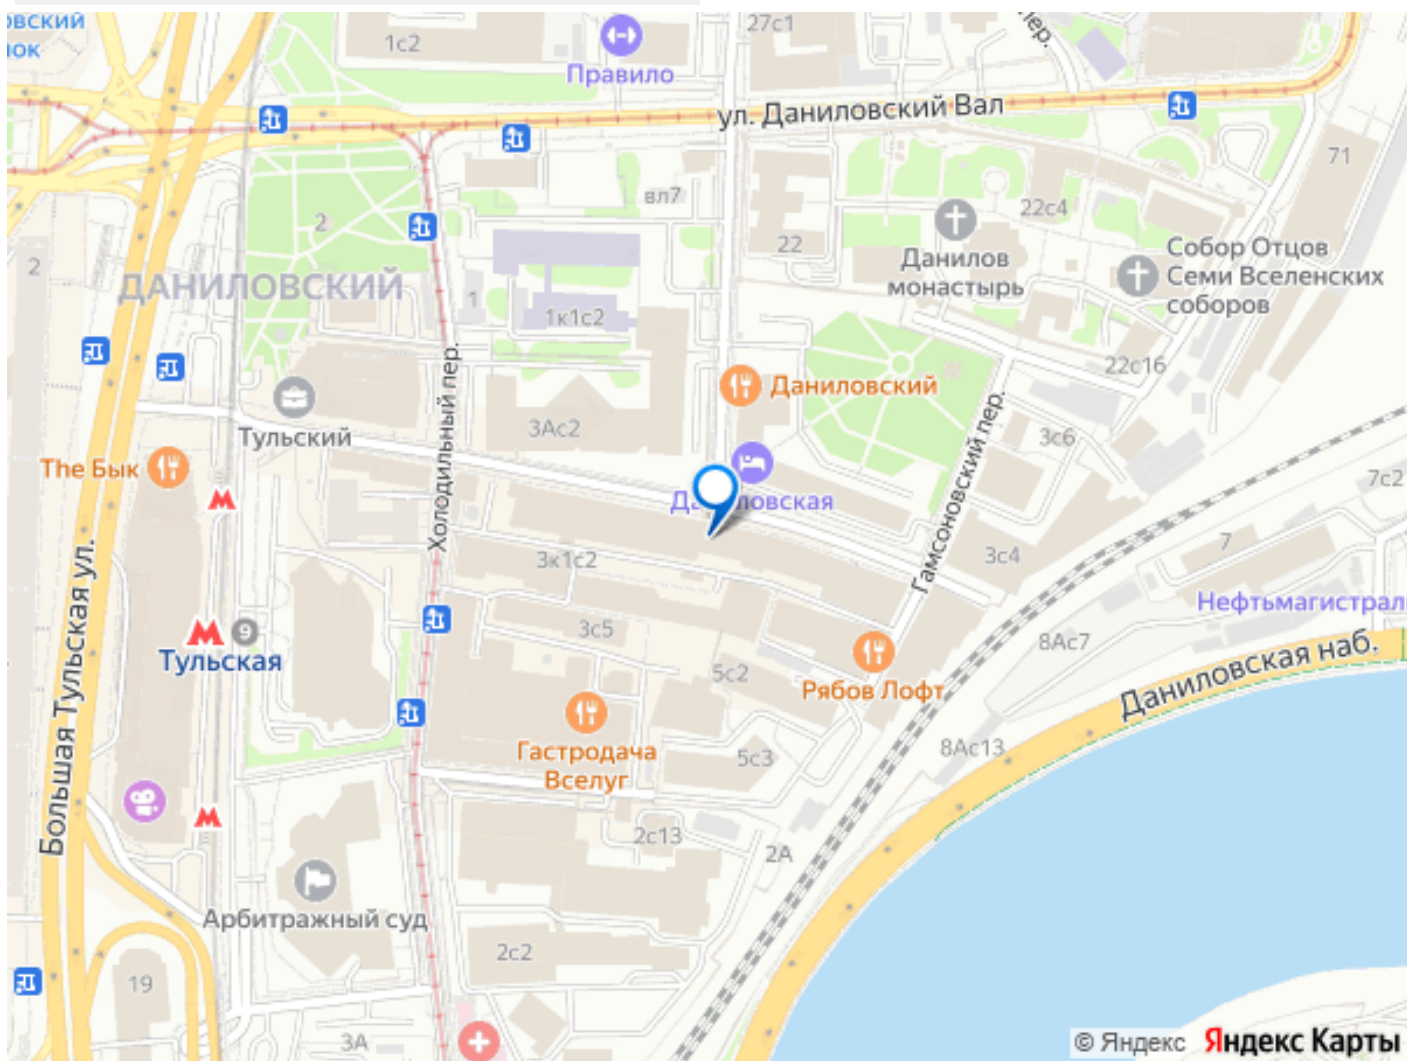 овский
юк
1с2
Правило
27с1
пер.
ул. Даниловский Вал
71
вл7
22
22с4
Данилов
монастырь
Собор Отцов
Семи Вселенских
соборов
2
2
ДАНИЛОВСКИЙ
1
1к1с2
22с16
Даниловский
Холодильный пер.
Тульский
3Ас2
3с6
The Бык
7с2
Гамсоновский пер.
3к1с2
3с4
7
Нефтьмагистрал
9
Тульская
3с5
8Ас7
Даниловская наб.
5с2
Рябов Лофт
Большая Тульская ул.
Гастродача
Вселуг
5с3
8Ас13
2с13
2А
Арбитражный суд
2с2
19
3А
© Яндекс Яндекс Карты